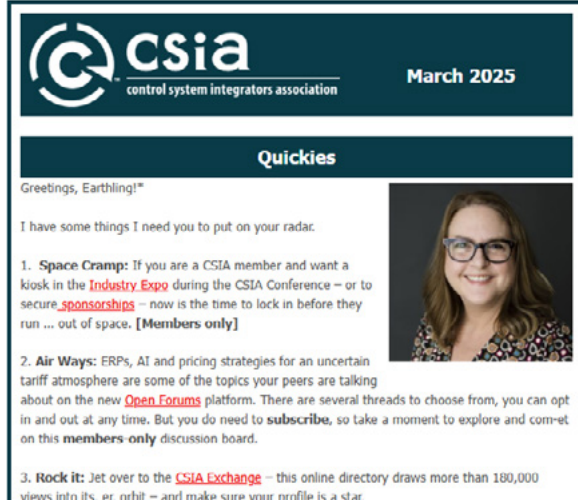 csia
control system integrators association
March 2025
Quickies
Greetings, Earthling!*
I have some things I need you to put on your radar.
1. Space Cramp: If you are a CSIA member and want a
kiosk in the Industry Expo during the CSIA Conference – or to
secure sponsorships – now is the time to lock in before they
run ... out of space. [Members only]
2. Air Ways: ERPs, AI and pricing strategies for an uncertain
tariff atmosphere are some of the topics your peers are talking
about on the new Open Forums platform. There are several threads to choose from, you can opt
in and out at any time. But you do need to subscribe, so take a moment to explore and com-et
on this members-only discussion board.
3. Rock it: Jet over to the CSIA Exchange – this online directory draws more than 180,000
views into its, er, orbit – and make sure your profile is a star